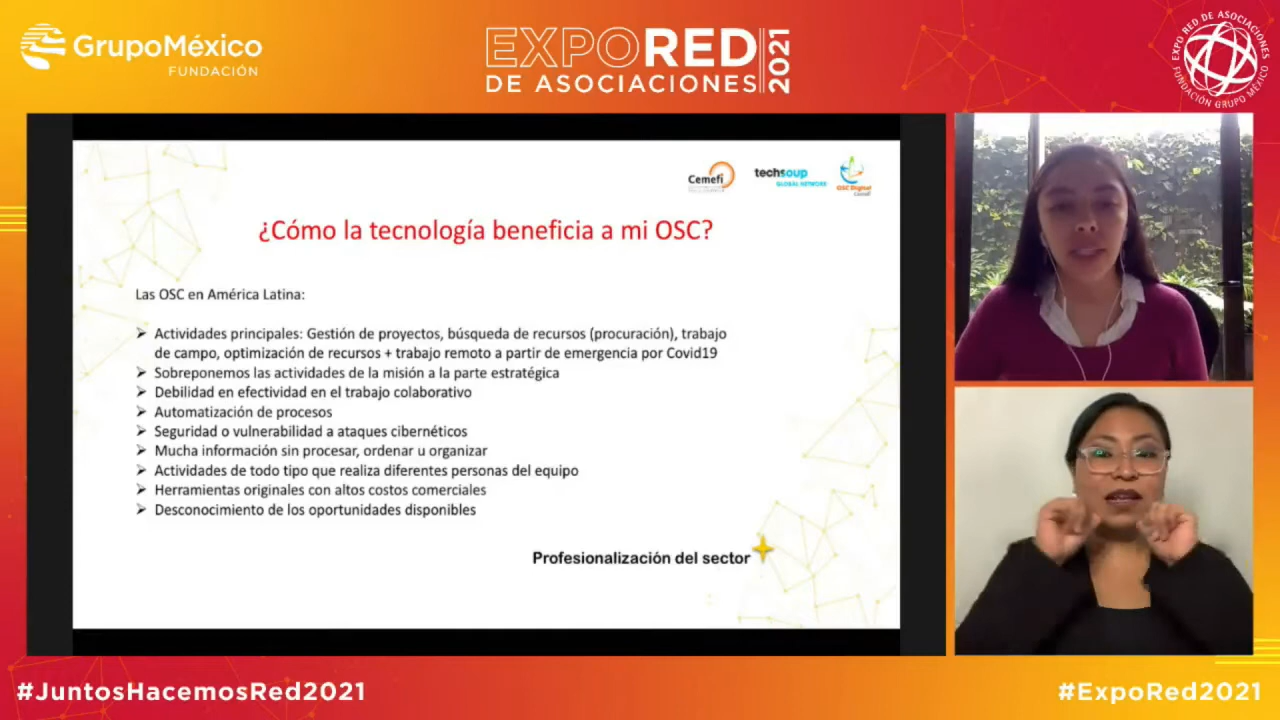 GrupoMéxico
FUNDACIÓN
EXPORED
DE ASOCIACIONES
2021
EXPO RED DE ASOCIACIONES
FUNDACIÓN GRUPO MÉXICO
Cemefi
techsoup
GLOBAL NETWORK
OSC Digital
Cemefi
¿Cómo la tecnología beneficia a mi OSC?
Las OSC en América Latina:
➢ Actividades principales: Gestión de proyectos, búsqueda de recursos (procuración), trabajo
de campo, optimización de recursos + trabajo remoto a partir de emergencia por Covid19
➢ Sobreponemos las actividades de la misión a la parte estratégica
➢ Debilidad en efectividad en el trabajo colaborativo
➢ Automatización de procesos
➢ Seguridad o vulnerabilidad a ataques cibernéticos
➢ Mucha información sin procesar, ordenar u organizar
➢ Actividades de todo tipo que realiza diferentes personas del equipo
➢ Herramientas originales con altos costos comerciales
➢ Desconocimiento de los oportunidades disponibles
Profesionalización del sector
#JuntosHacemosRed2021
#ExpoRed2021